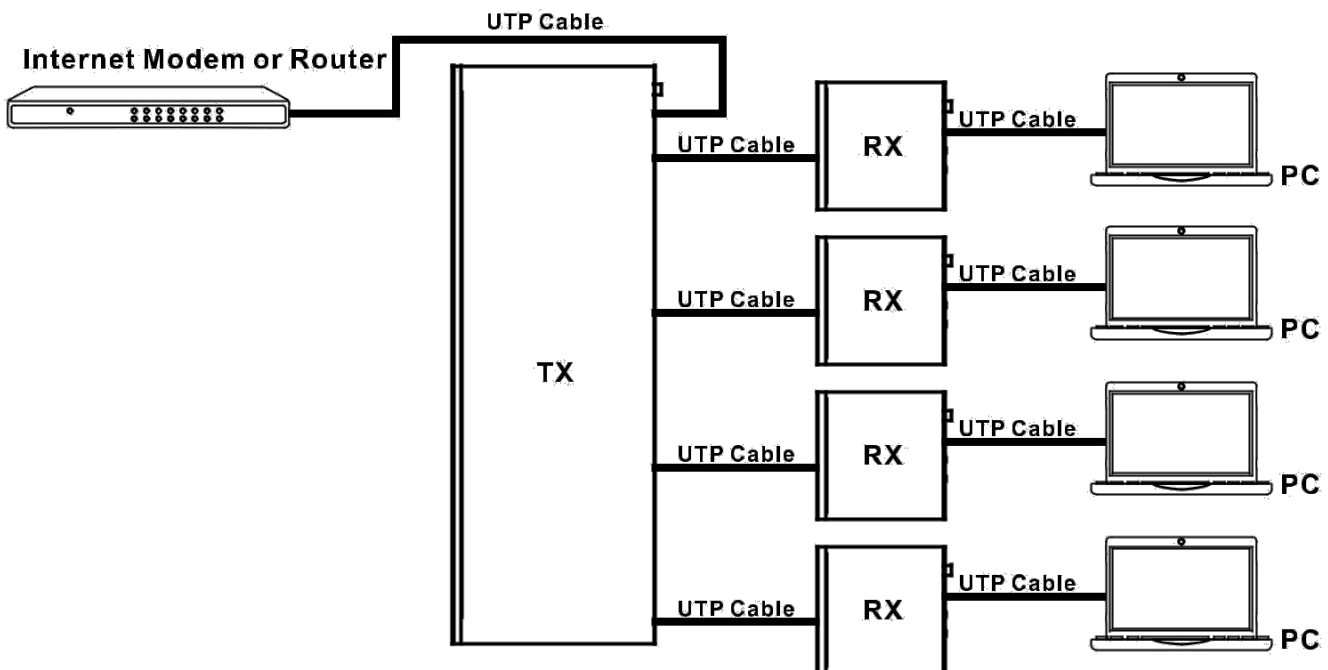 UTP Cable
Internet Modem or Router
UTP Cable
RX
UTP Cable
PC
UTP Cable
RX
UTP Cable
PC
TX
UTP Cable
RX
UTP Cable
PC
UTP Cable
RX
UTP Cable
PC